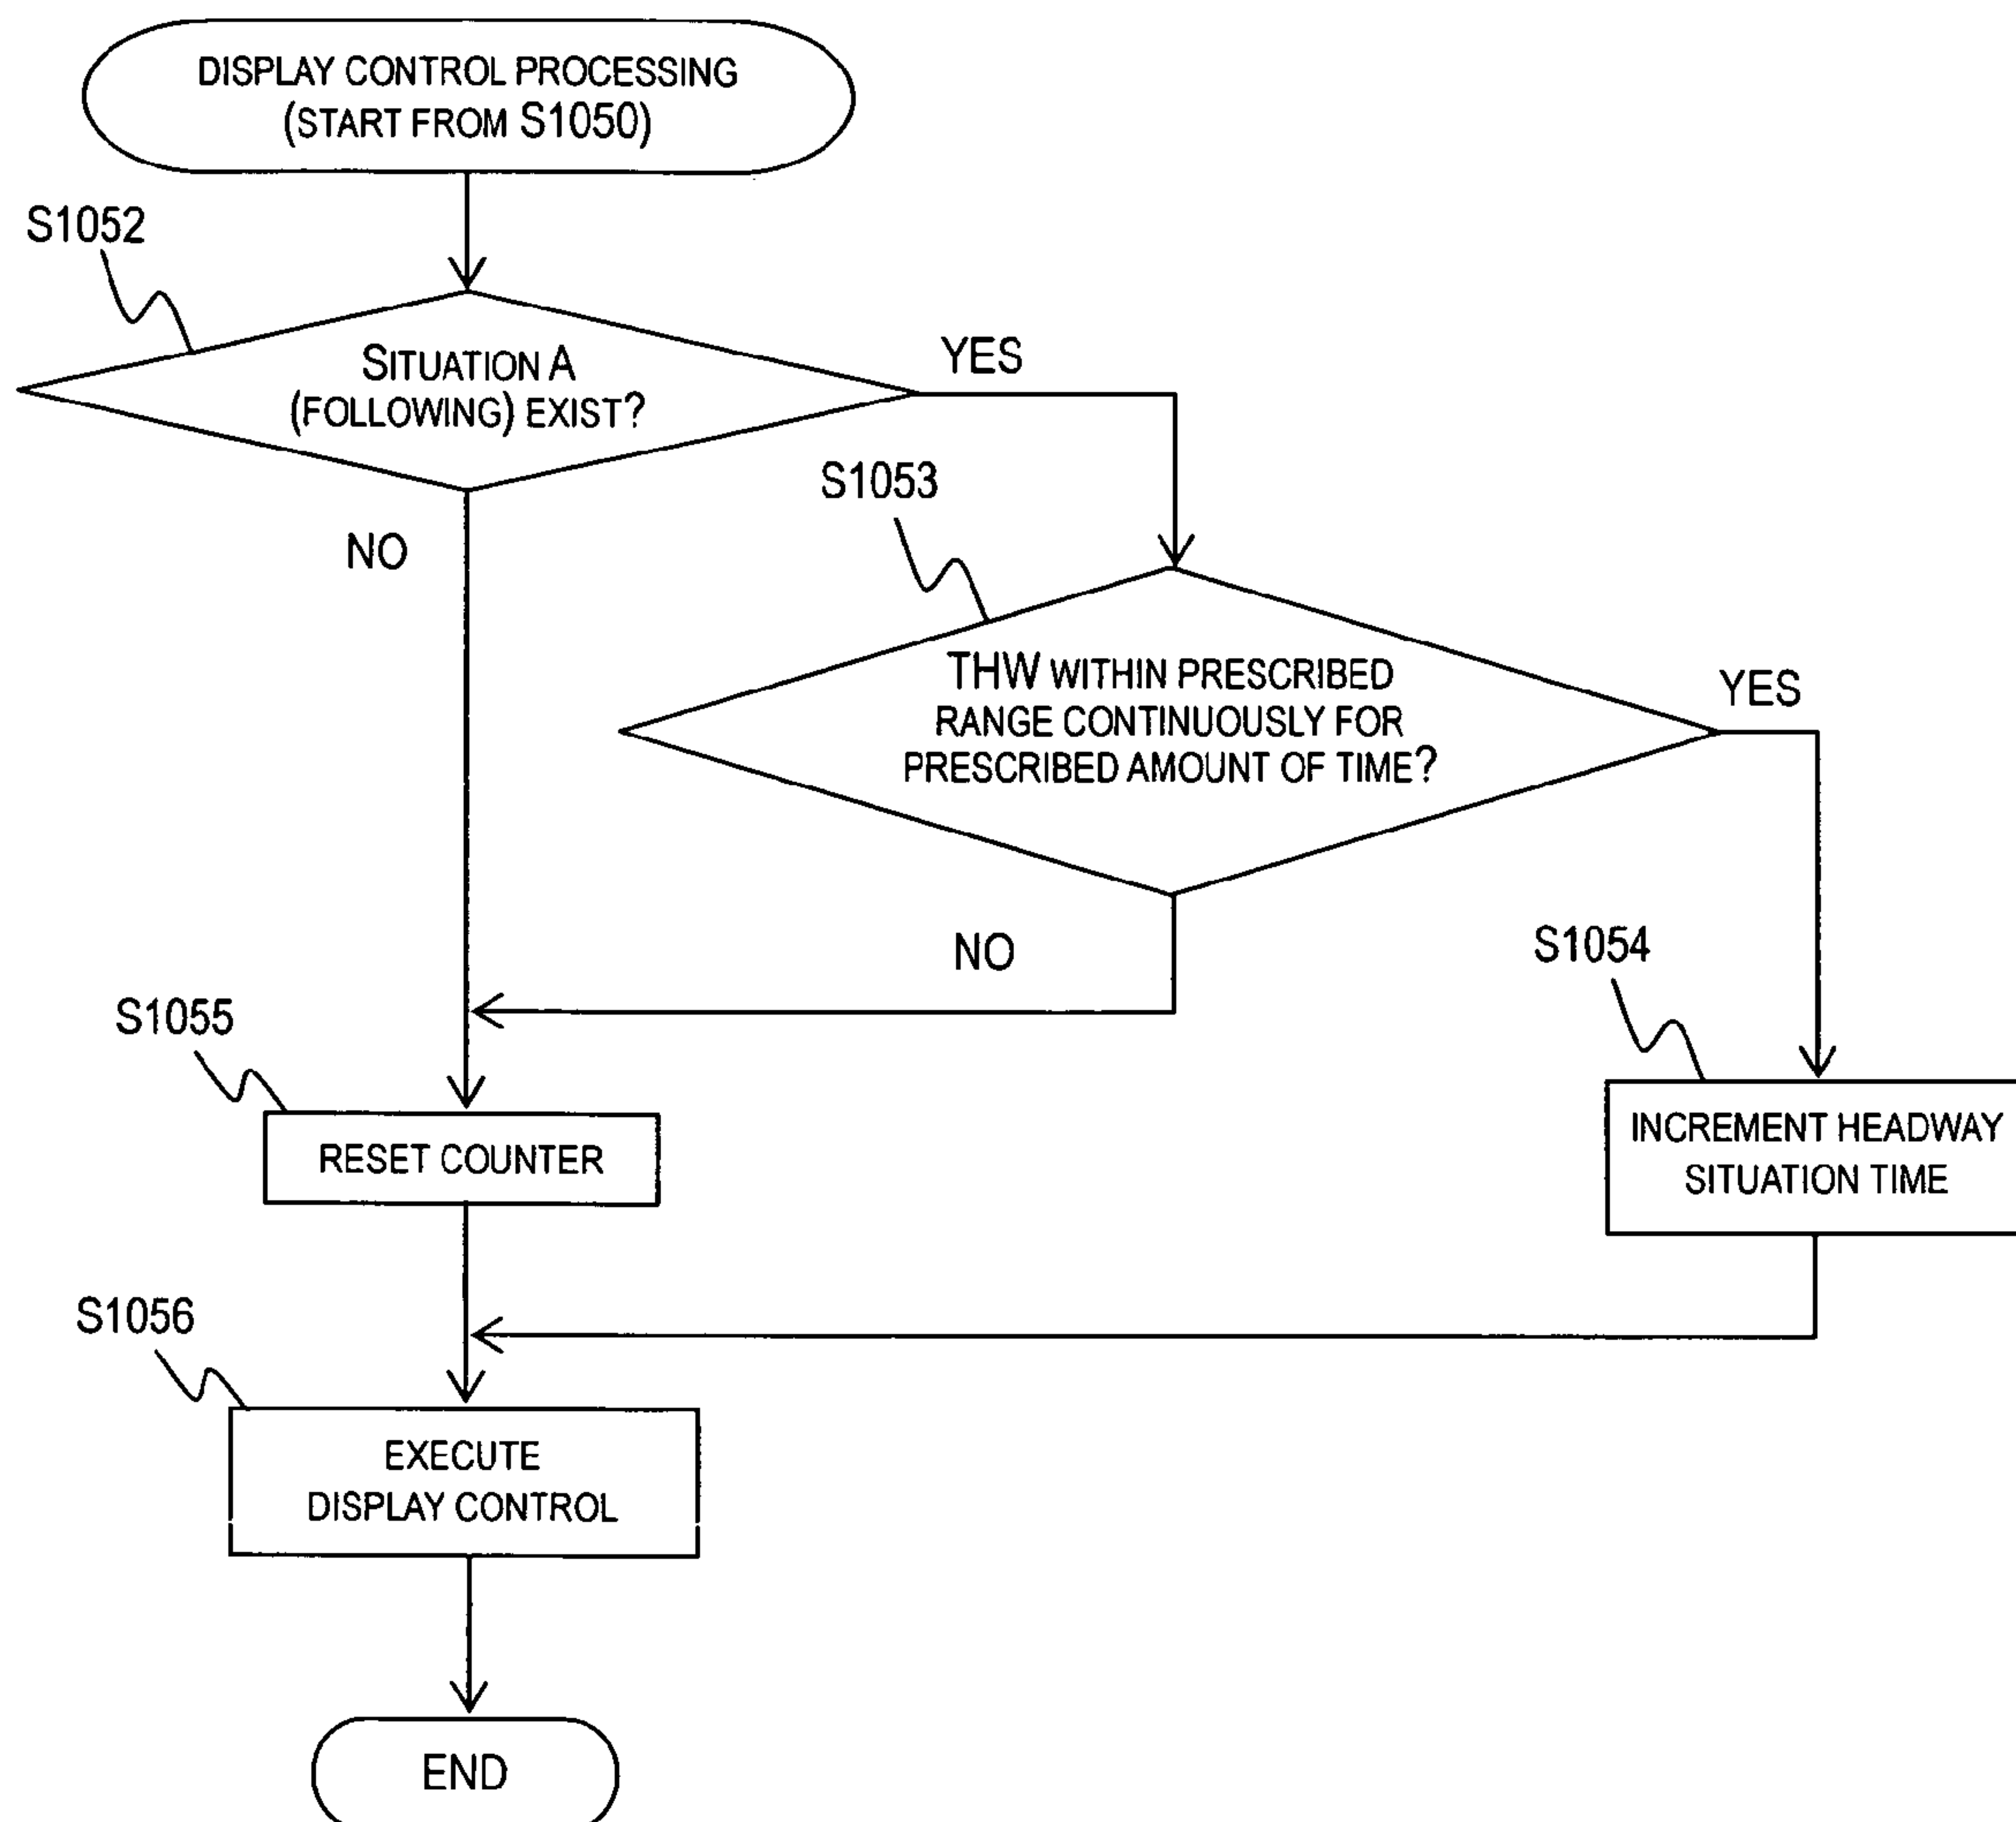 DISPLAY CONTROL PROCESSING
(START FROM S1050)
S1052
SITUATION A
(FOLLOWING) EXIST?
YES
NO
S1053
THW WITHIN PRESCRIBED
RANGE CONTINUOUSLY FOR
PRESCRIBED AMOUNT OF TIME?
YES
NO
S1054
INCREMENT HEADWAY
SITUATION TIME
S1055
RESET COUNTER
S1056
EXECUTE
DISPLAY CONTROL
END